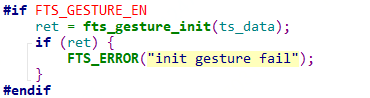 #if FTS_GESTURE_EN
    ret = fts_gesture_init(ts_data);
    if (ret) {
        FTS_ERROR("init gesture fail");
    }
#endif